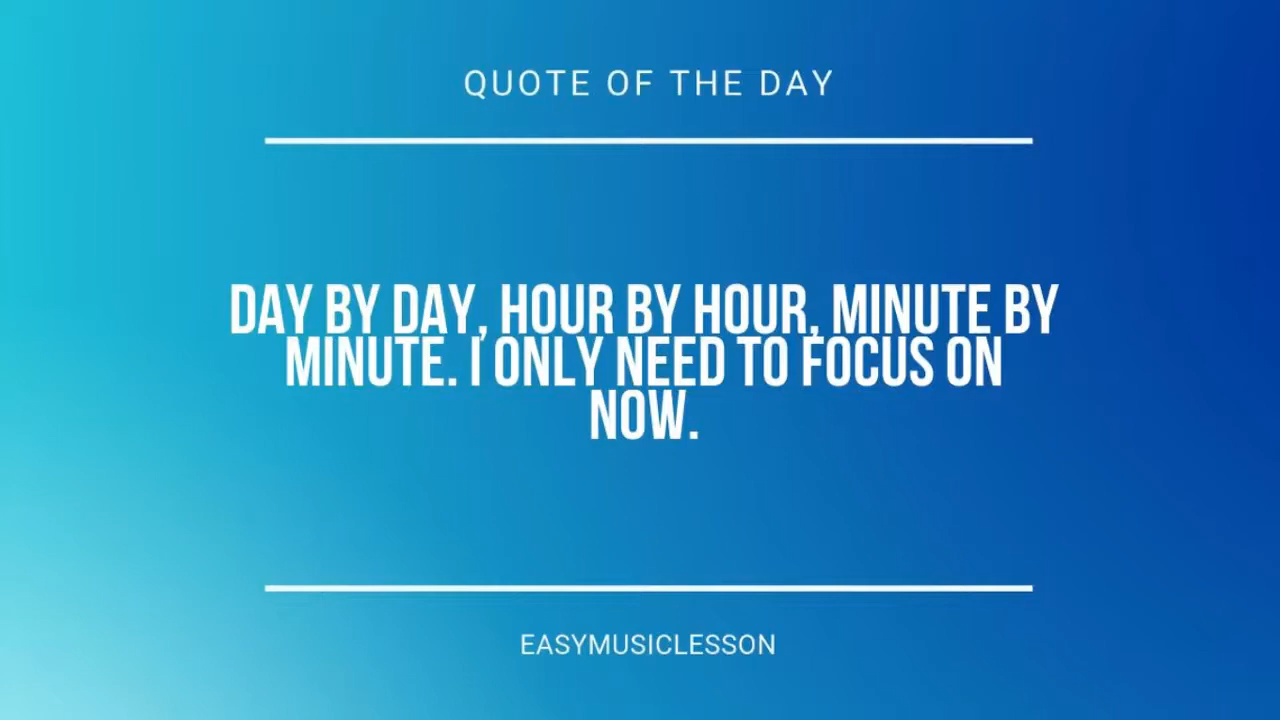 QUOTE OF THE DAY
DAY BY DAY, HOUR BY HOUR, MINUTE BY
MINUTE. I ONLY NEED TO FOCUS ON
NOW.
EASYMUSICLESSON